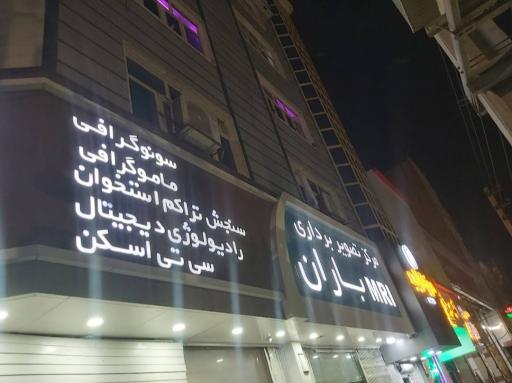 سونوگرافی
ماموگرافی
سنجش تراکم استخوان
رادیولوژی دیجیتال
سی تی اسکن
مرکز تصویر برداری
باران MRI